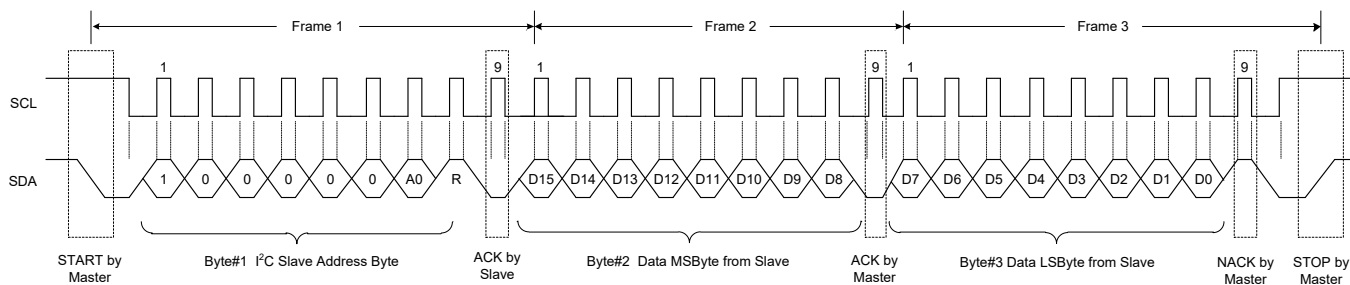 Frame 1 Frame 2 Frame 3
1 9 1 9 1 9
SCL
SDA 1 0 0 0 0 0 A0 R D15 D14 D13 D12 D11 D10 D9 D8 D7 D6 D5 D4 D3 D2 D1 D0
START by
Master
Byte#1 I²C Slave Address Byte
ACK by
Slave
Byte#2 Data MSByte from Slave
ACK by
Master
Byte#3 Data LSByte from Slave
NACK by
Master
STOP by
Master